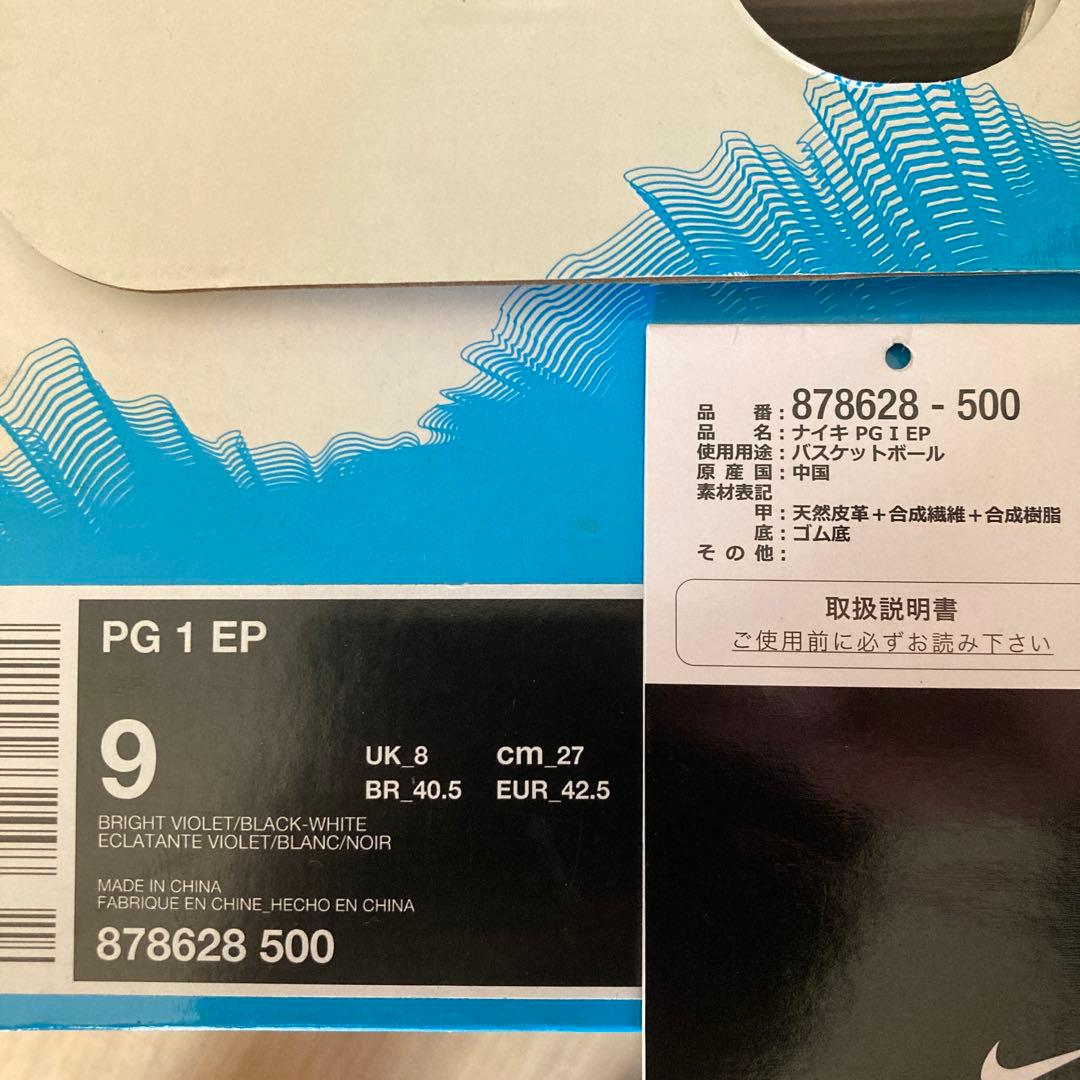 品　番：878628 - 500
品　名：ナイキ PG I EP
使用用途：バスケットボール
原産国：中国
素材表記
甲：天然皮革＋合成繊維＋合成樹脂
底：ゴム底
その他：
取扱説明書
ご使用前に必ずお読み下さい
PG 1 EP
9
UK_8 cm_27
BR_40.5 EUR_42.5
BRIGHT VIOLET/BLACK-WHITE
ECLATANTE VIOLET/BLANC/NOIR
MADE IN CHINA
FABRIQUE EN CHINE_HECHO EN CHINA
878628 500